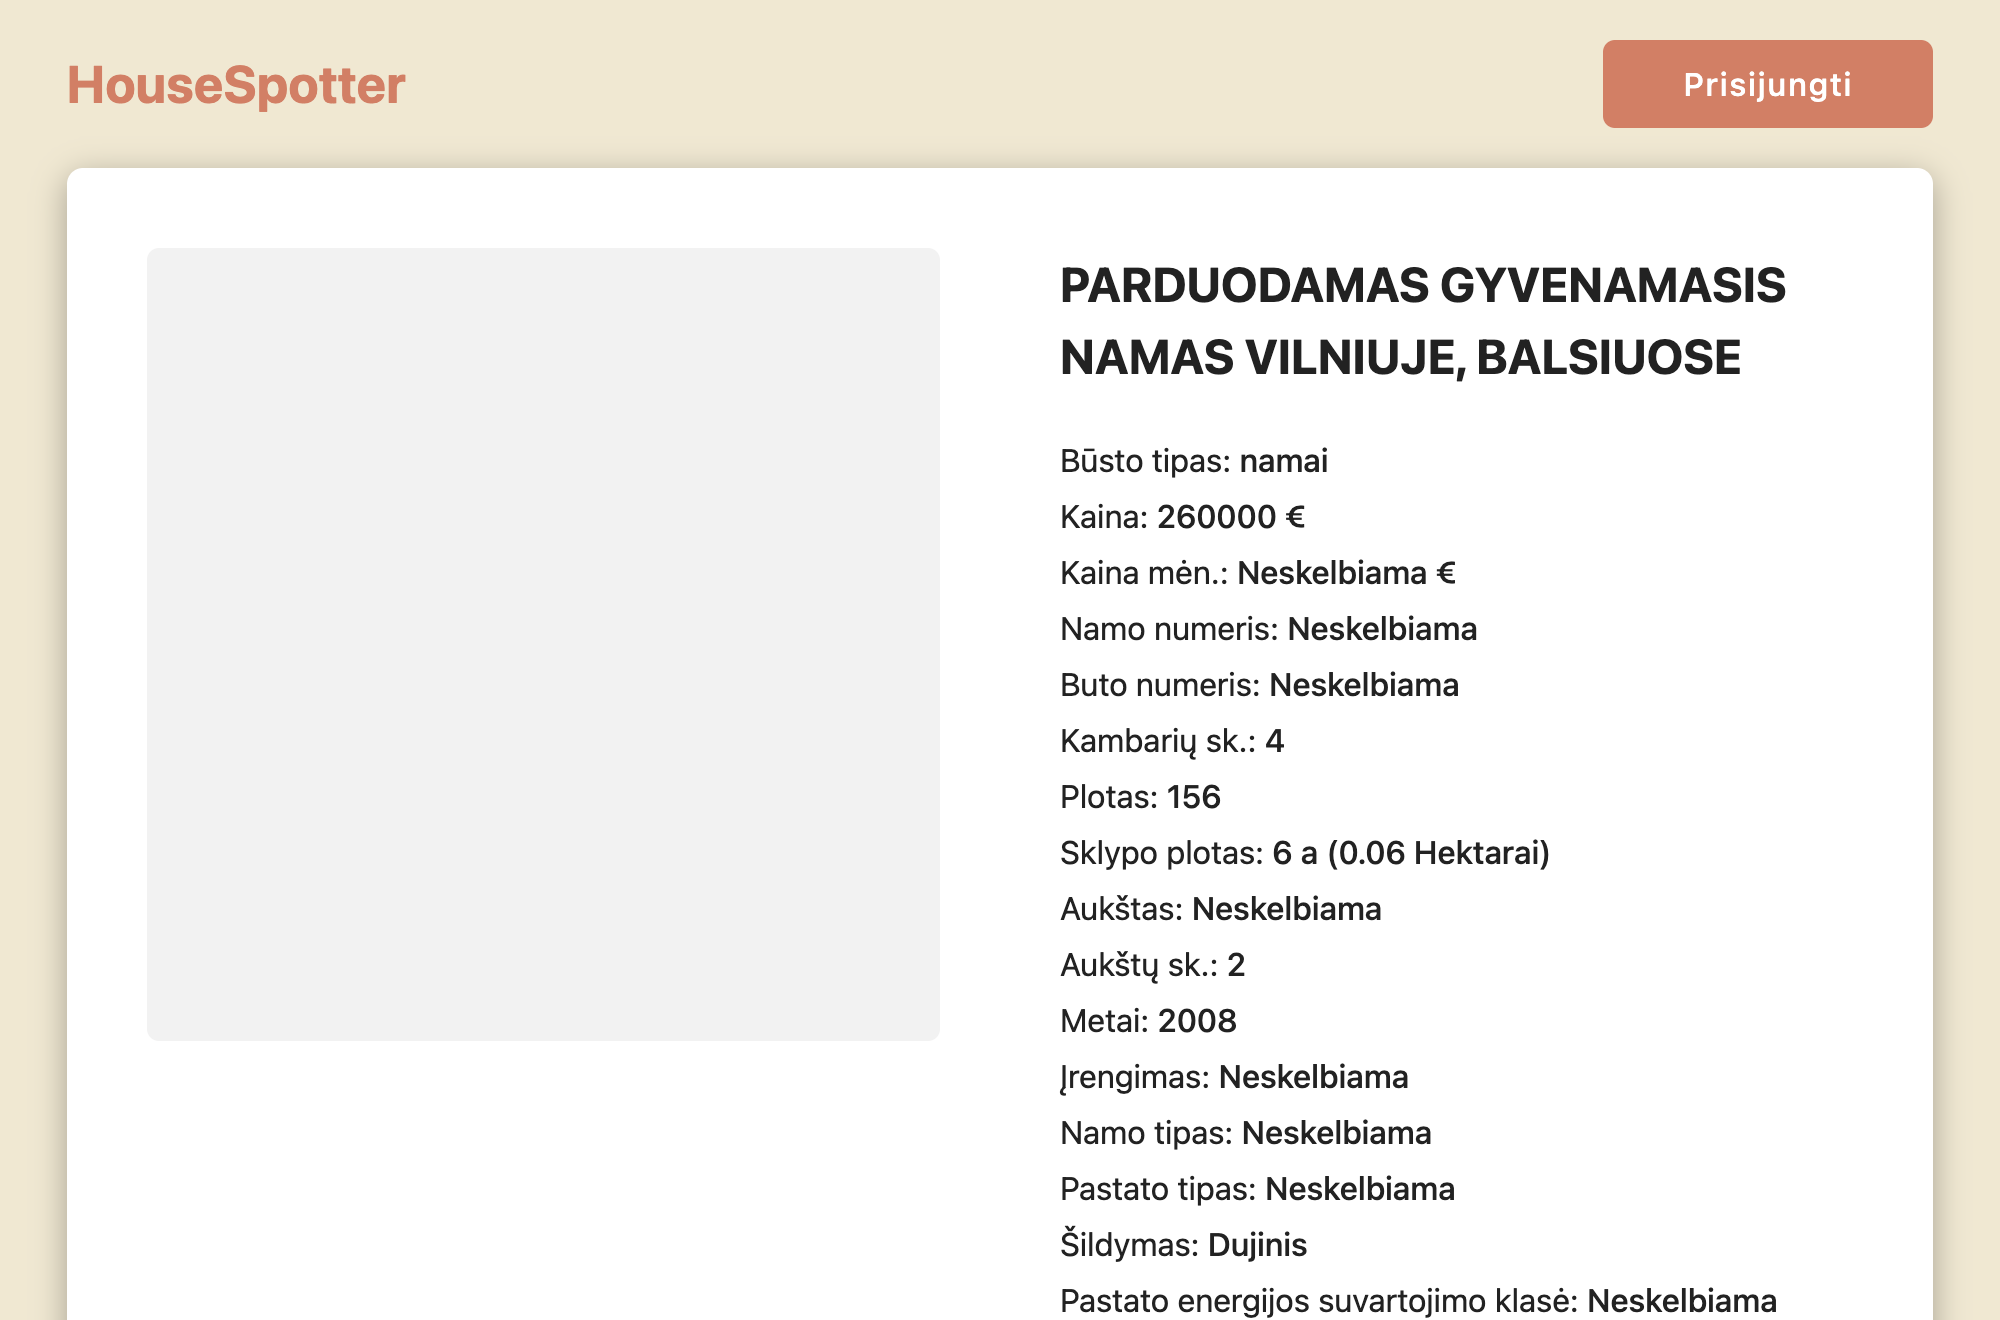 HouseSpotter
Prisijungti
PARDUODAMAS GYVENAMASIS
NAMAS VILNIUJE, BALSIUOSE
Būsto tipas: namai
Kaina: 260000 €
Kaina mėn.: Neskelbiama €
Namo numeris: Neskelbiama
Buto numeris: Neskelbiama
Kambarių sk.: 4
Plotas: 156
Sklypo plotas: 6 a (0.06 Hektarai)
Aukštas: Neskelbiama
Aukštų sk.: 2
Metai: 2008
Įrengimas: Neskelbiama
Namo tipas: Neskelbiama
Pastato tipas: Neskelbiama
Šildymas: Dujinis
Pastato energijos suvartojimo klasė: Neskelbiama